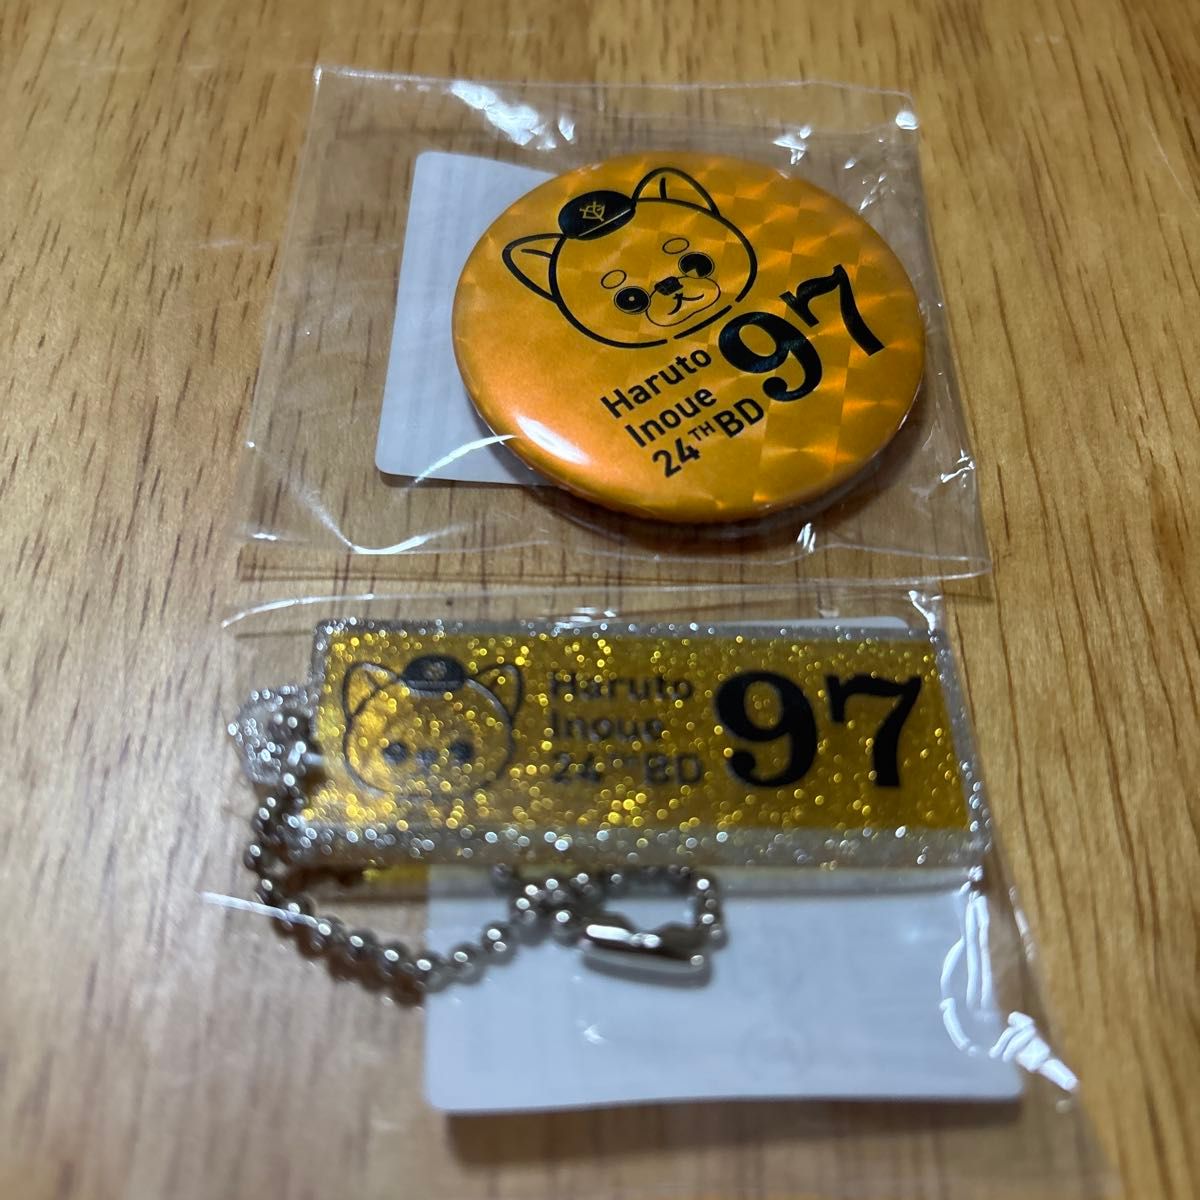 97
Haruto
Inoue
24TH BD
Haruto
Inoue
24TH BD
97